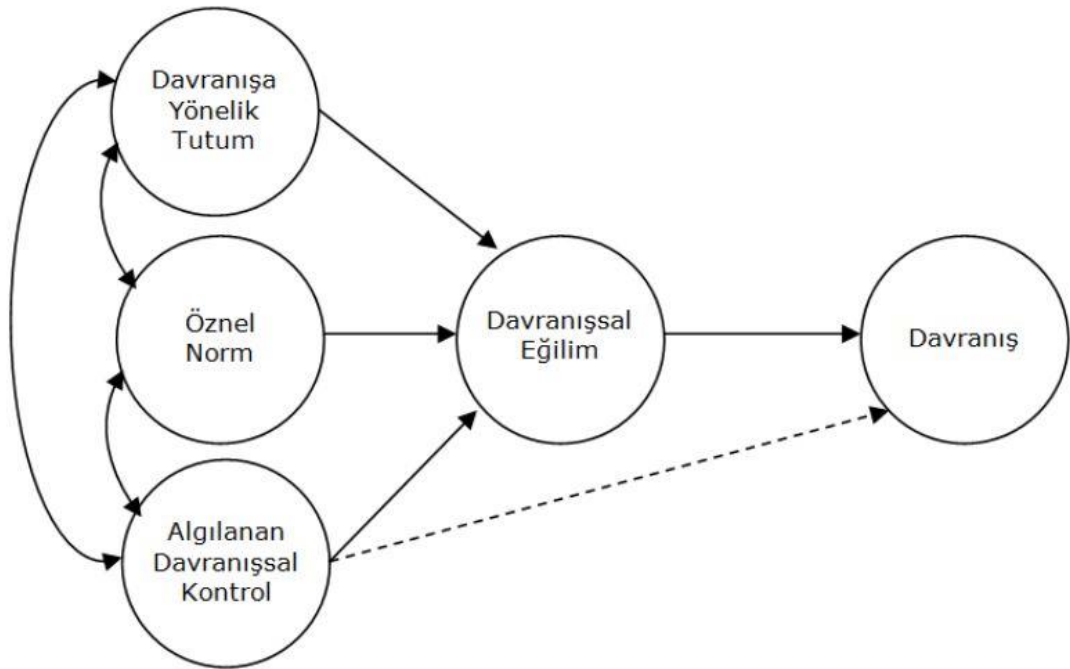 Davranışa
Yönelik
Tutum
Öznel
Norm
Algılanan
Davranışsal
Kontrol
Davranışsal
Eğilim
Davranış